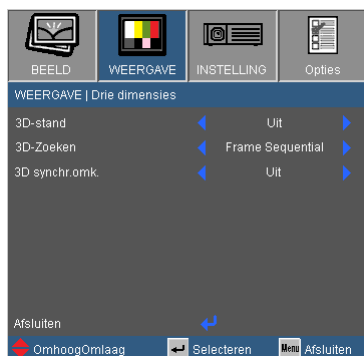 BEELD WEERGAVE INSTELLING Opties
WEERGAVE | Drie dimensies
3D-stand Uit
3D-Zoeken Frame Sequential
3D synchr.omk. Uit
Afsluiten
OmhoogOmlaag Selecteren Menu Afsluiten